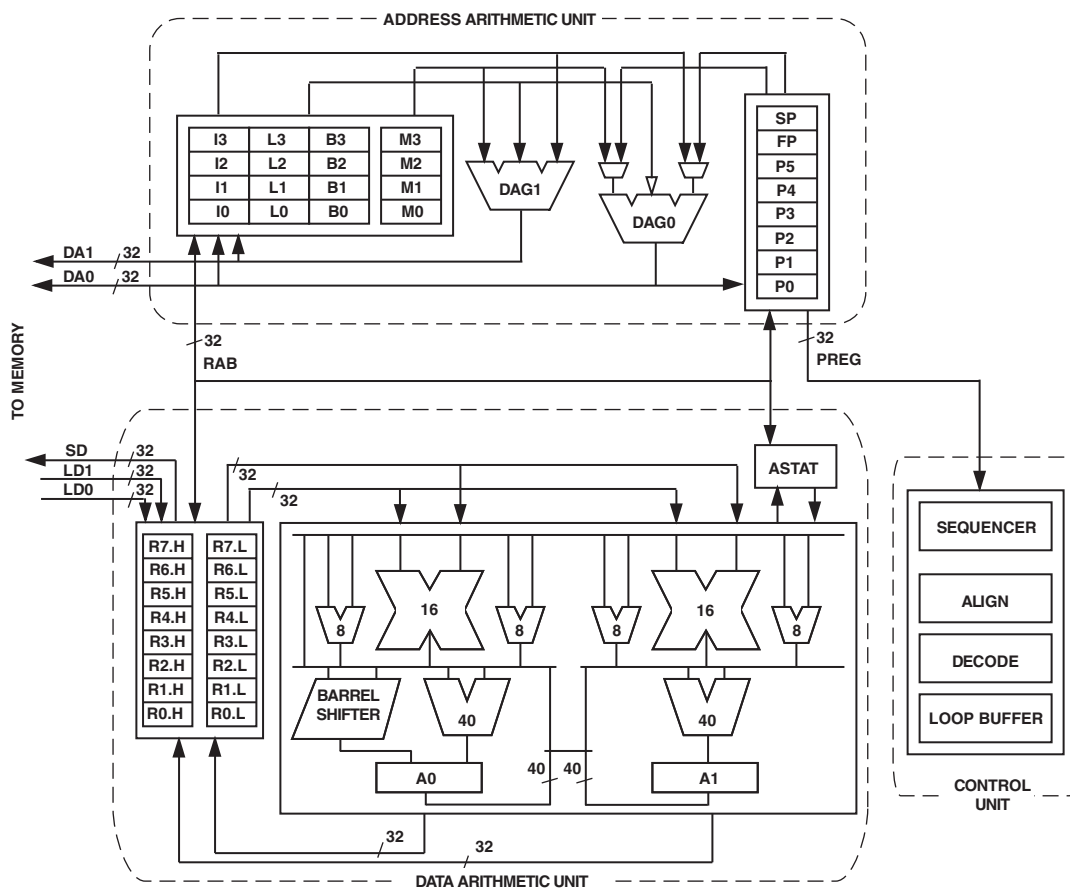 ADDRESS ARITHMETIC UNIT
I3 L3 B3 M3
I2 L2 B2 M2
I1 L1 B1 M1
I0 L0 B0 M0
DAG1
DAG0
SP
FP
P5
P4
P3
P2
P1
P0
DA1 32
DA0 32
TO MEMORY
32
RAB
32
PREG
SD 32
LD1 32
LD0 32
32
32
ASTAT
R7.H R7.L
R6.H R6.L
R5.H R5.L
R4.H R4.L
R3.H R3.L
R2.H R2.L
R1.H R1.L
R0.H R0.L
16
8
8
16
8
8
BARREL
SHIFTER
40
40
A0
40
40
A1
32
32
DATA ARITHMETIC UNIT
SEQUENCER
ALIGN
DECODE
LOOP BUFFER
CONTROL
UNIT